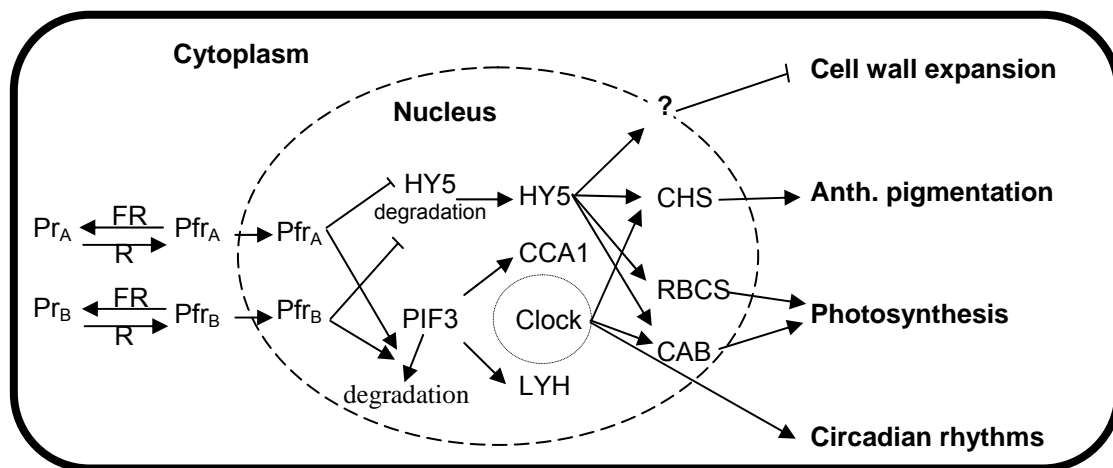 Cytoplasm
Cell wall expansion
?
Nucleus
HY5
degradation
HY5
CHS
Anth. pigmentation
PrA
FR
R
PfrA
PfrA
CCA1
RBCS
PrB
FR
R
PfrB
PfrB
PIF3
Clock
Photosynthesis
CAB
degradation
LYH
Circadian rhythms